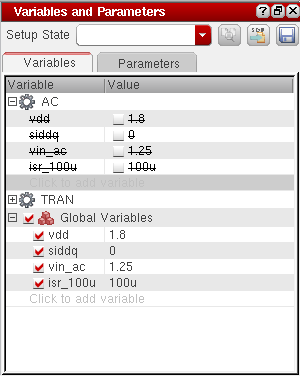 Variables and Parameters
Setup State
Variables Parameters
Variable Value
AC
vdd 1.8
siddq 0
vin_ac 1.25
isr_100u 100u
Click to add variable
TRAN
Global Variables
vdd 1.8
siddq 0
vin_ac 1.25
isr_100u 100u
Click to add variable